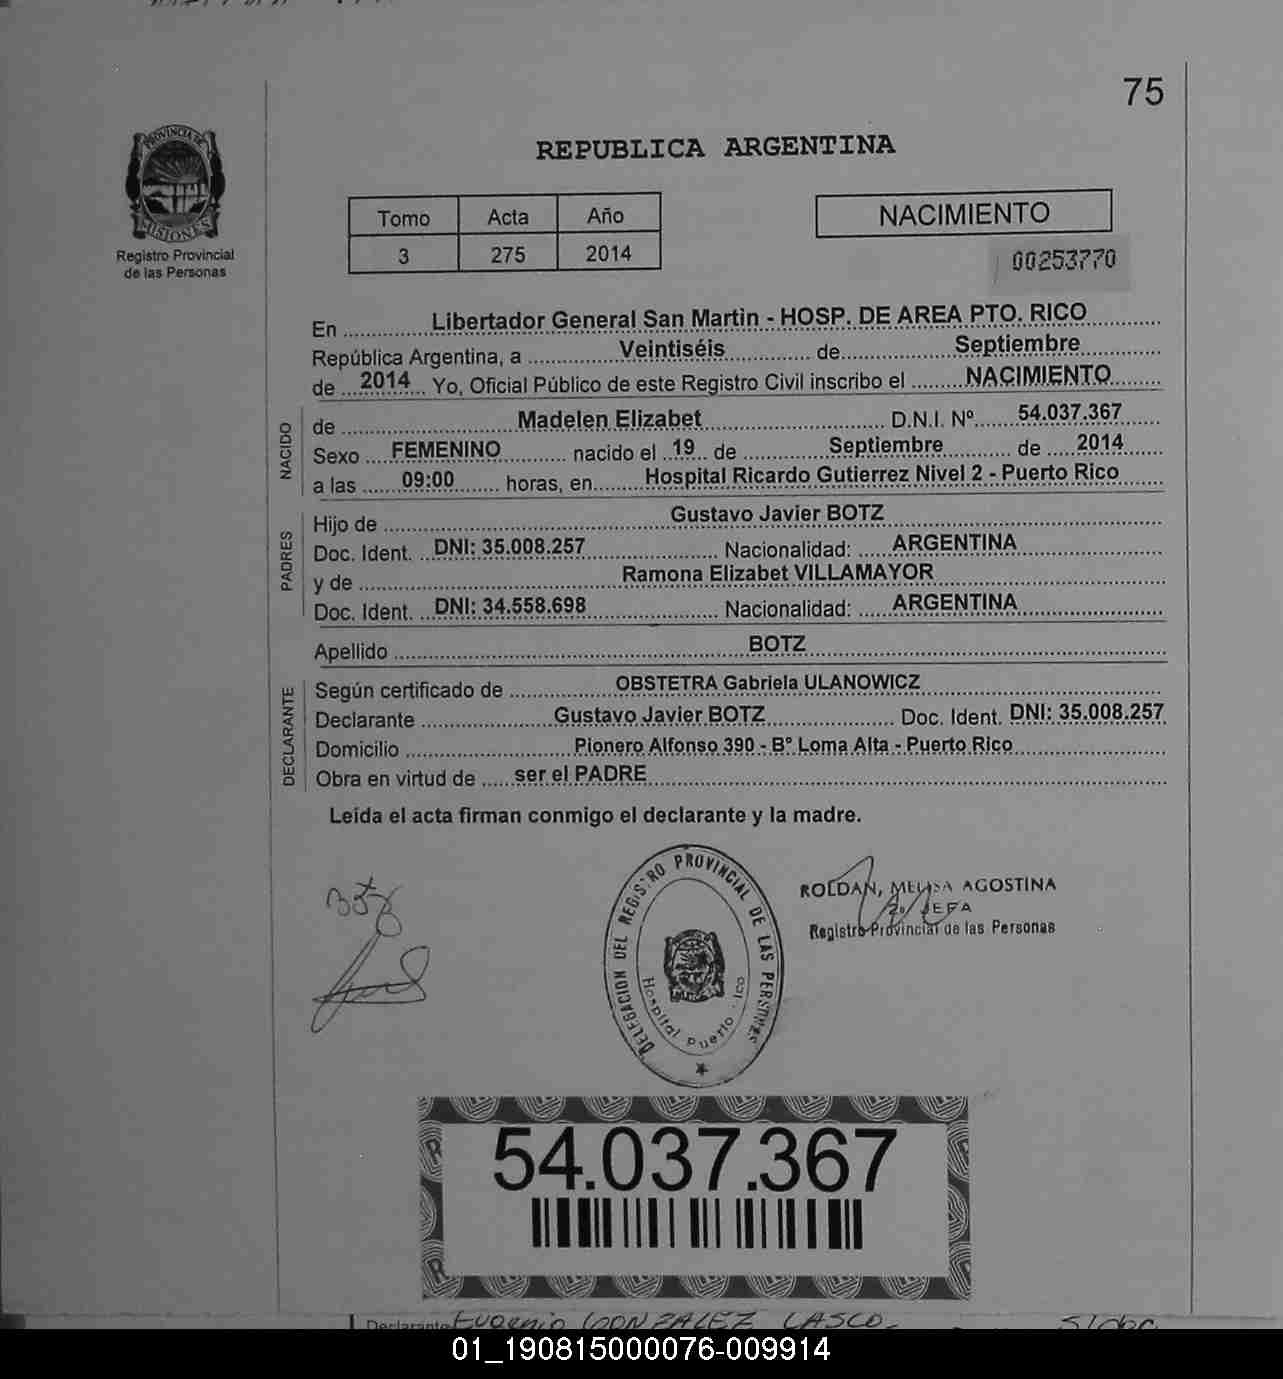 75
PROVINCIA DE
MISIONES
Registro Provincial
de las Personas
REPUBLICA ARGENTINA
Tomo Acta Año
3 275 2014
NACIMIENTO
00253770
En Libertador General San Martin - HOSP. DE AREA PTO. RICO
República Argentina, a Veintiséis de Septiembre
de 2014 Yo, Oficial Público de este Registro Civil inscribo el NACIMIENTO
NACIDO
de Madelen Elizabet D.N.I. Nº 54.037.367
Sexo FEMENINO nacido el 19 de Septiembre de 2014
a las 09:00 horas, en Hospital Ricardo Gutierrez Nivel 2 - Puerto Rico
PADRES
Hijo de Gustavo Javier BOTZ
Doc. Ident. DNI: 35.008.257 Nacionalidad: ARGENTINA
y de Ramona Elizabet VILLAMAYOR
Doc. Ident. DNI: 34.558.698 Nacionalidad: ARGENTINA
Apellido BOTZ
DECLARANTE
Según certificado de OBSTETRA Gabriela ULANOWICZ
Declarante Gustavo Javier BOTZ Doc. Ident. DNI: 35.008.257
Domicilio Pionero Alfonso 390 - B° Loma Alta - Puerto Rico
Obra en virtud de ser el PADRE
Leída el acta firman conmigo el declarante y la madre.
DELEGACION DEL REGISTRO PROVINCIAL DE LAS PERSONAS
Hospital Puerto
ROLDAN, MELISA AGOSTINA
JEFA
Registro Provincial de las Personas
54.037.367
Declarante Eugenio GONZALEZ LASCO
01_190815000076-009914